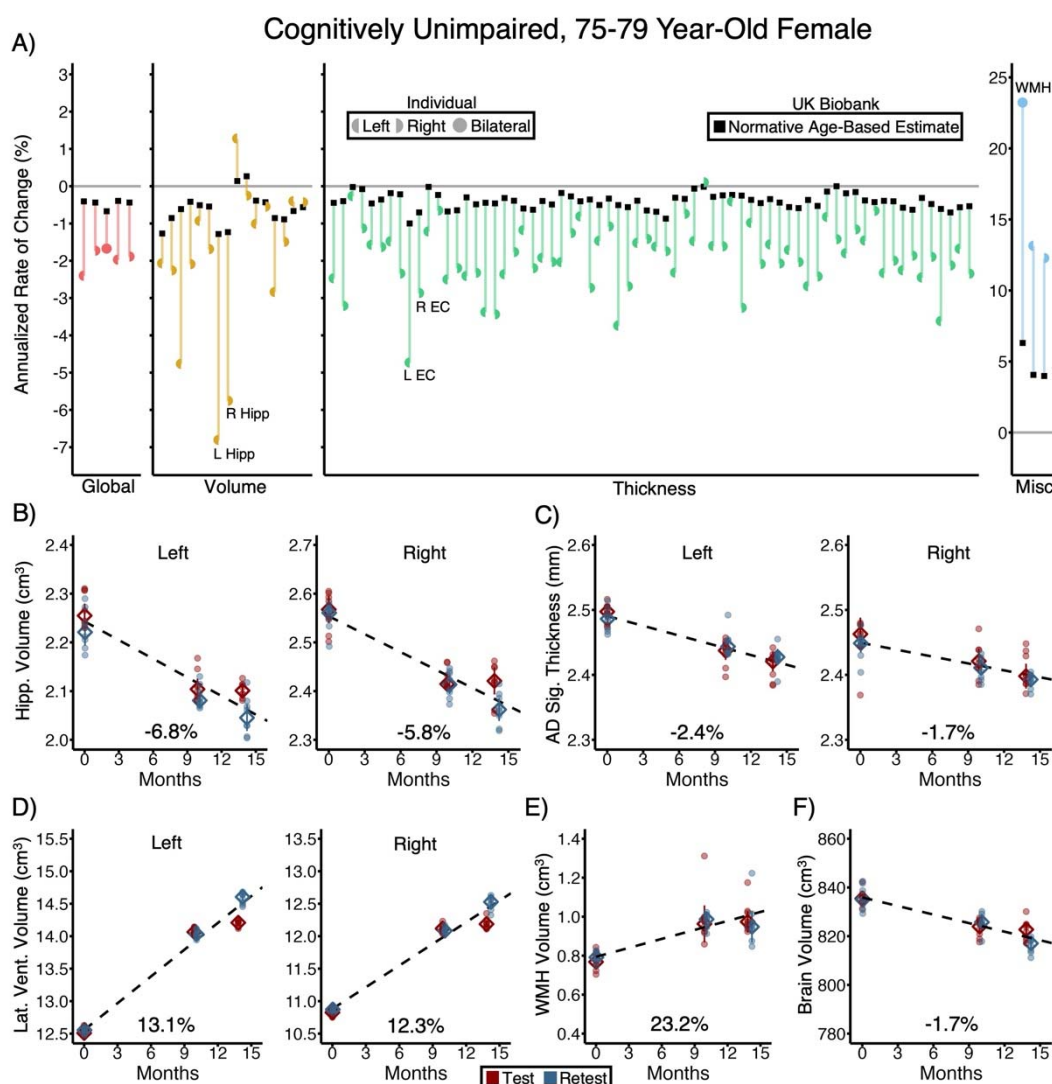 Cognitively Unimpaired, 75-79 Year-Old Female
A)
Annualized Rate of Change (%)
3
2
1
0
-1
-2
-3
-4
-5
-6
-7
Individual
Left Right Bilateral
UK Biobank
Normative Age-Based Estimate
R EC
L EC
R Hipp
L Hipp
WMH
25
20
15
10
5
0
Global
Volume
Thickness
Misc
B)
Hipp. Volume (cm³)
Left
2.4
2.3
2.2
2.1
2.0
-6.8%
0 3 6 9 12 15
Months
Right
2.7
2.6
2.5
2.4
2.3
-5.8%
0 3 6 9 12 15
Months
C)
AD Sig. Thickness (mm)
Left
2.6
2.5
2.4
2.3
-2.4%
0 3 6 9 12 15
Months
Right
2.6
2.5
2.4
2.3
-1.7%
0 3 6 9 12 15
Months
D)
Lat. Vent. Volume (cm³)
Left
15.5
15.0
14.5
14.0
13.5
13.0
12.5
13.1%
0 3 6 9 12 15
Months
Right
13.5
13.0
12.5
12.0
11.5
11.0
10.5
12.3%
0 3 6 9 12 15
Months
E)
WMH Volume (cm³)
1.4
1.2
1.0
0.8
0.6
0.4
23.2%
0 3 6 9 12 15
Months
F)
Brain Volume (cm³)
860
840
820
800
780
-1.7%
0 3 6 9 12 15
Months
Test Retest